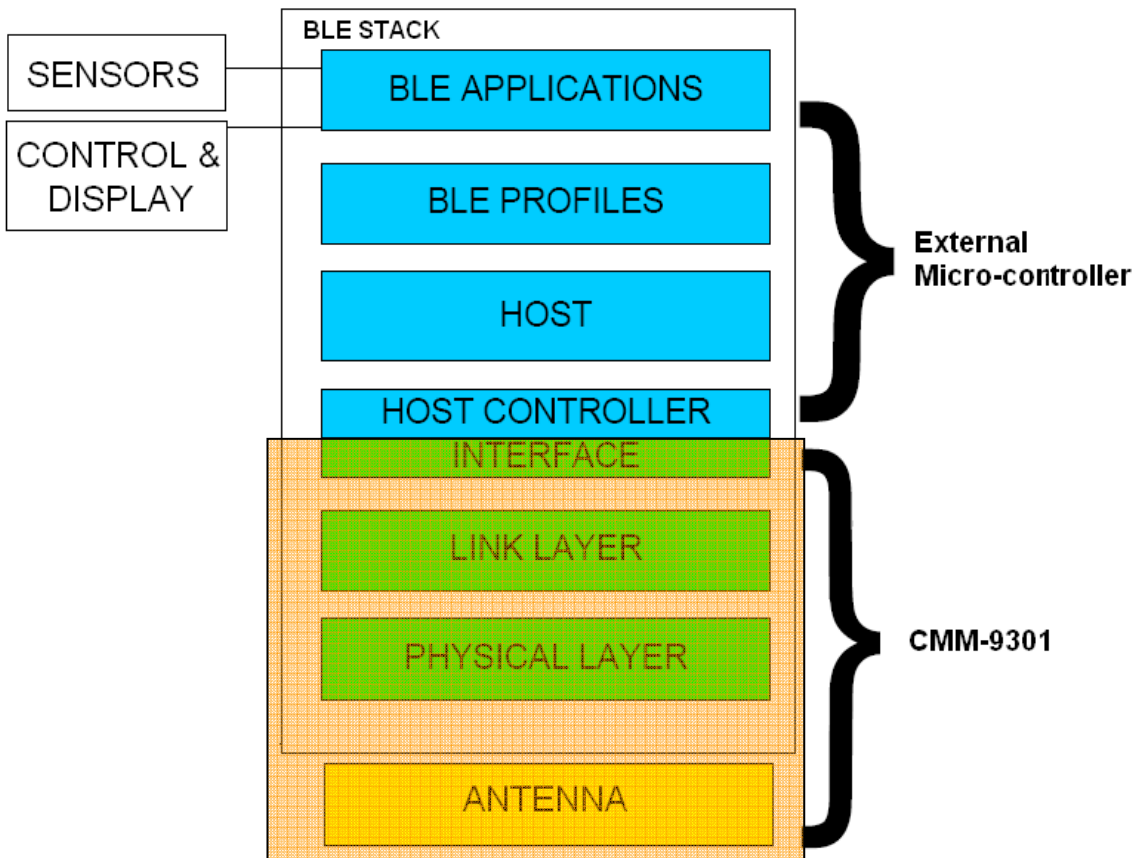 BLE STACK
SENSORS
BLE APPLICATIONS
CONTROL &
DISPLAY
BLE PROFILES
External
Micro-controller
HOST
HOST CONTROLLER
INTERFACE
LINK LAYER
PHYSICAL LAYER
CMM-9301
ANTENNA